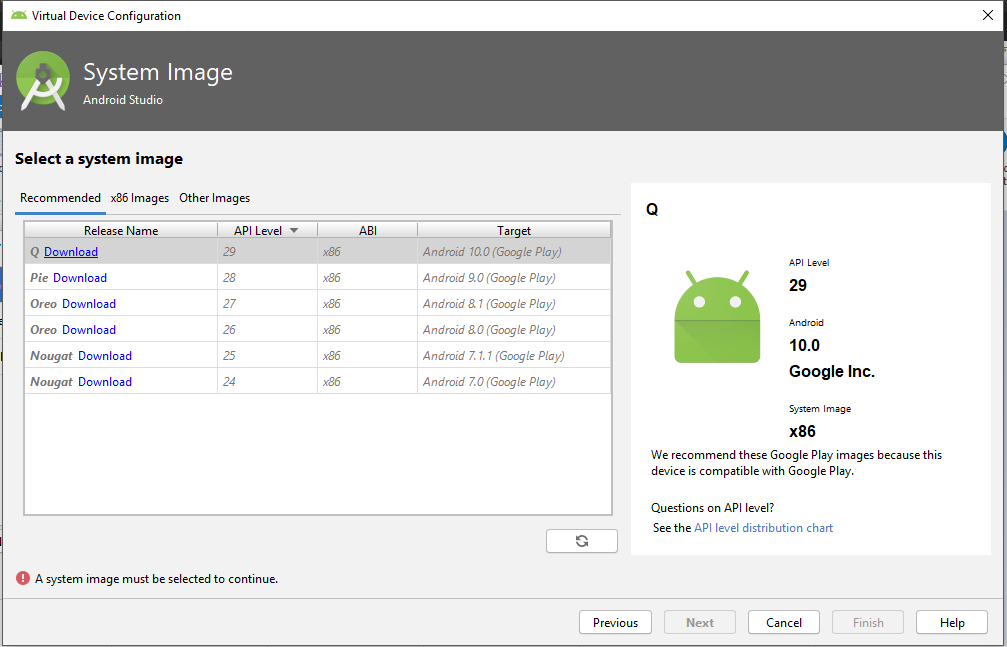 Virtual Device Configuration
System Image
Android Studio
Select a system image
Recommended x86 Images Other Images
Release Name API Level ABI Target
Q Download 29 x86 Android 10.0 (Google Play)
Pie Download 28 x86 Android 9.0 (Google Play)
Oreo Download 27 x86 Android 8.1 (Google Play)
Oreo Download 26 x86 Android 8.0 (Google Play)
Nougat Download 25 x86 Android 7.1.1 (Google Play)
Nougat Download 24 x86 Android 7.0 (Google Play)
Q
API Level
29
Android
10.0
Google Inc.
System Image
x86
We recommend these Google Play images because this
device is compatible with Google Play.
Questions on API level?
See the API level distribution chart
A system image must be selected to continue.
Previous Next Cancel Finish Help